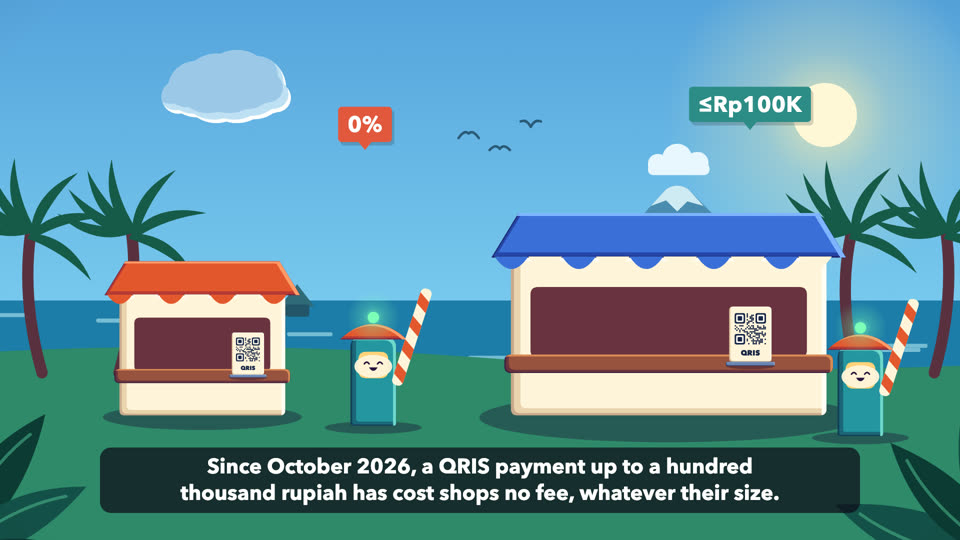 0%
≤Rp100K
QRIS
QRIS
Since October 2026, a QRIS payment up to a hundred
thousand rupiah has cost shops no fee, whatever their size.